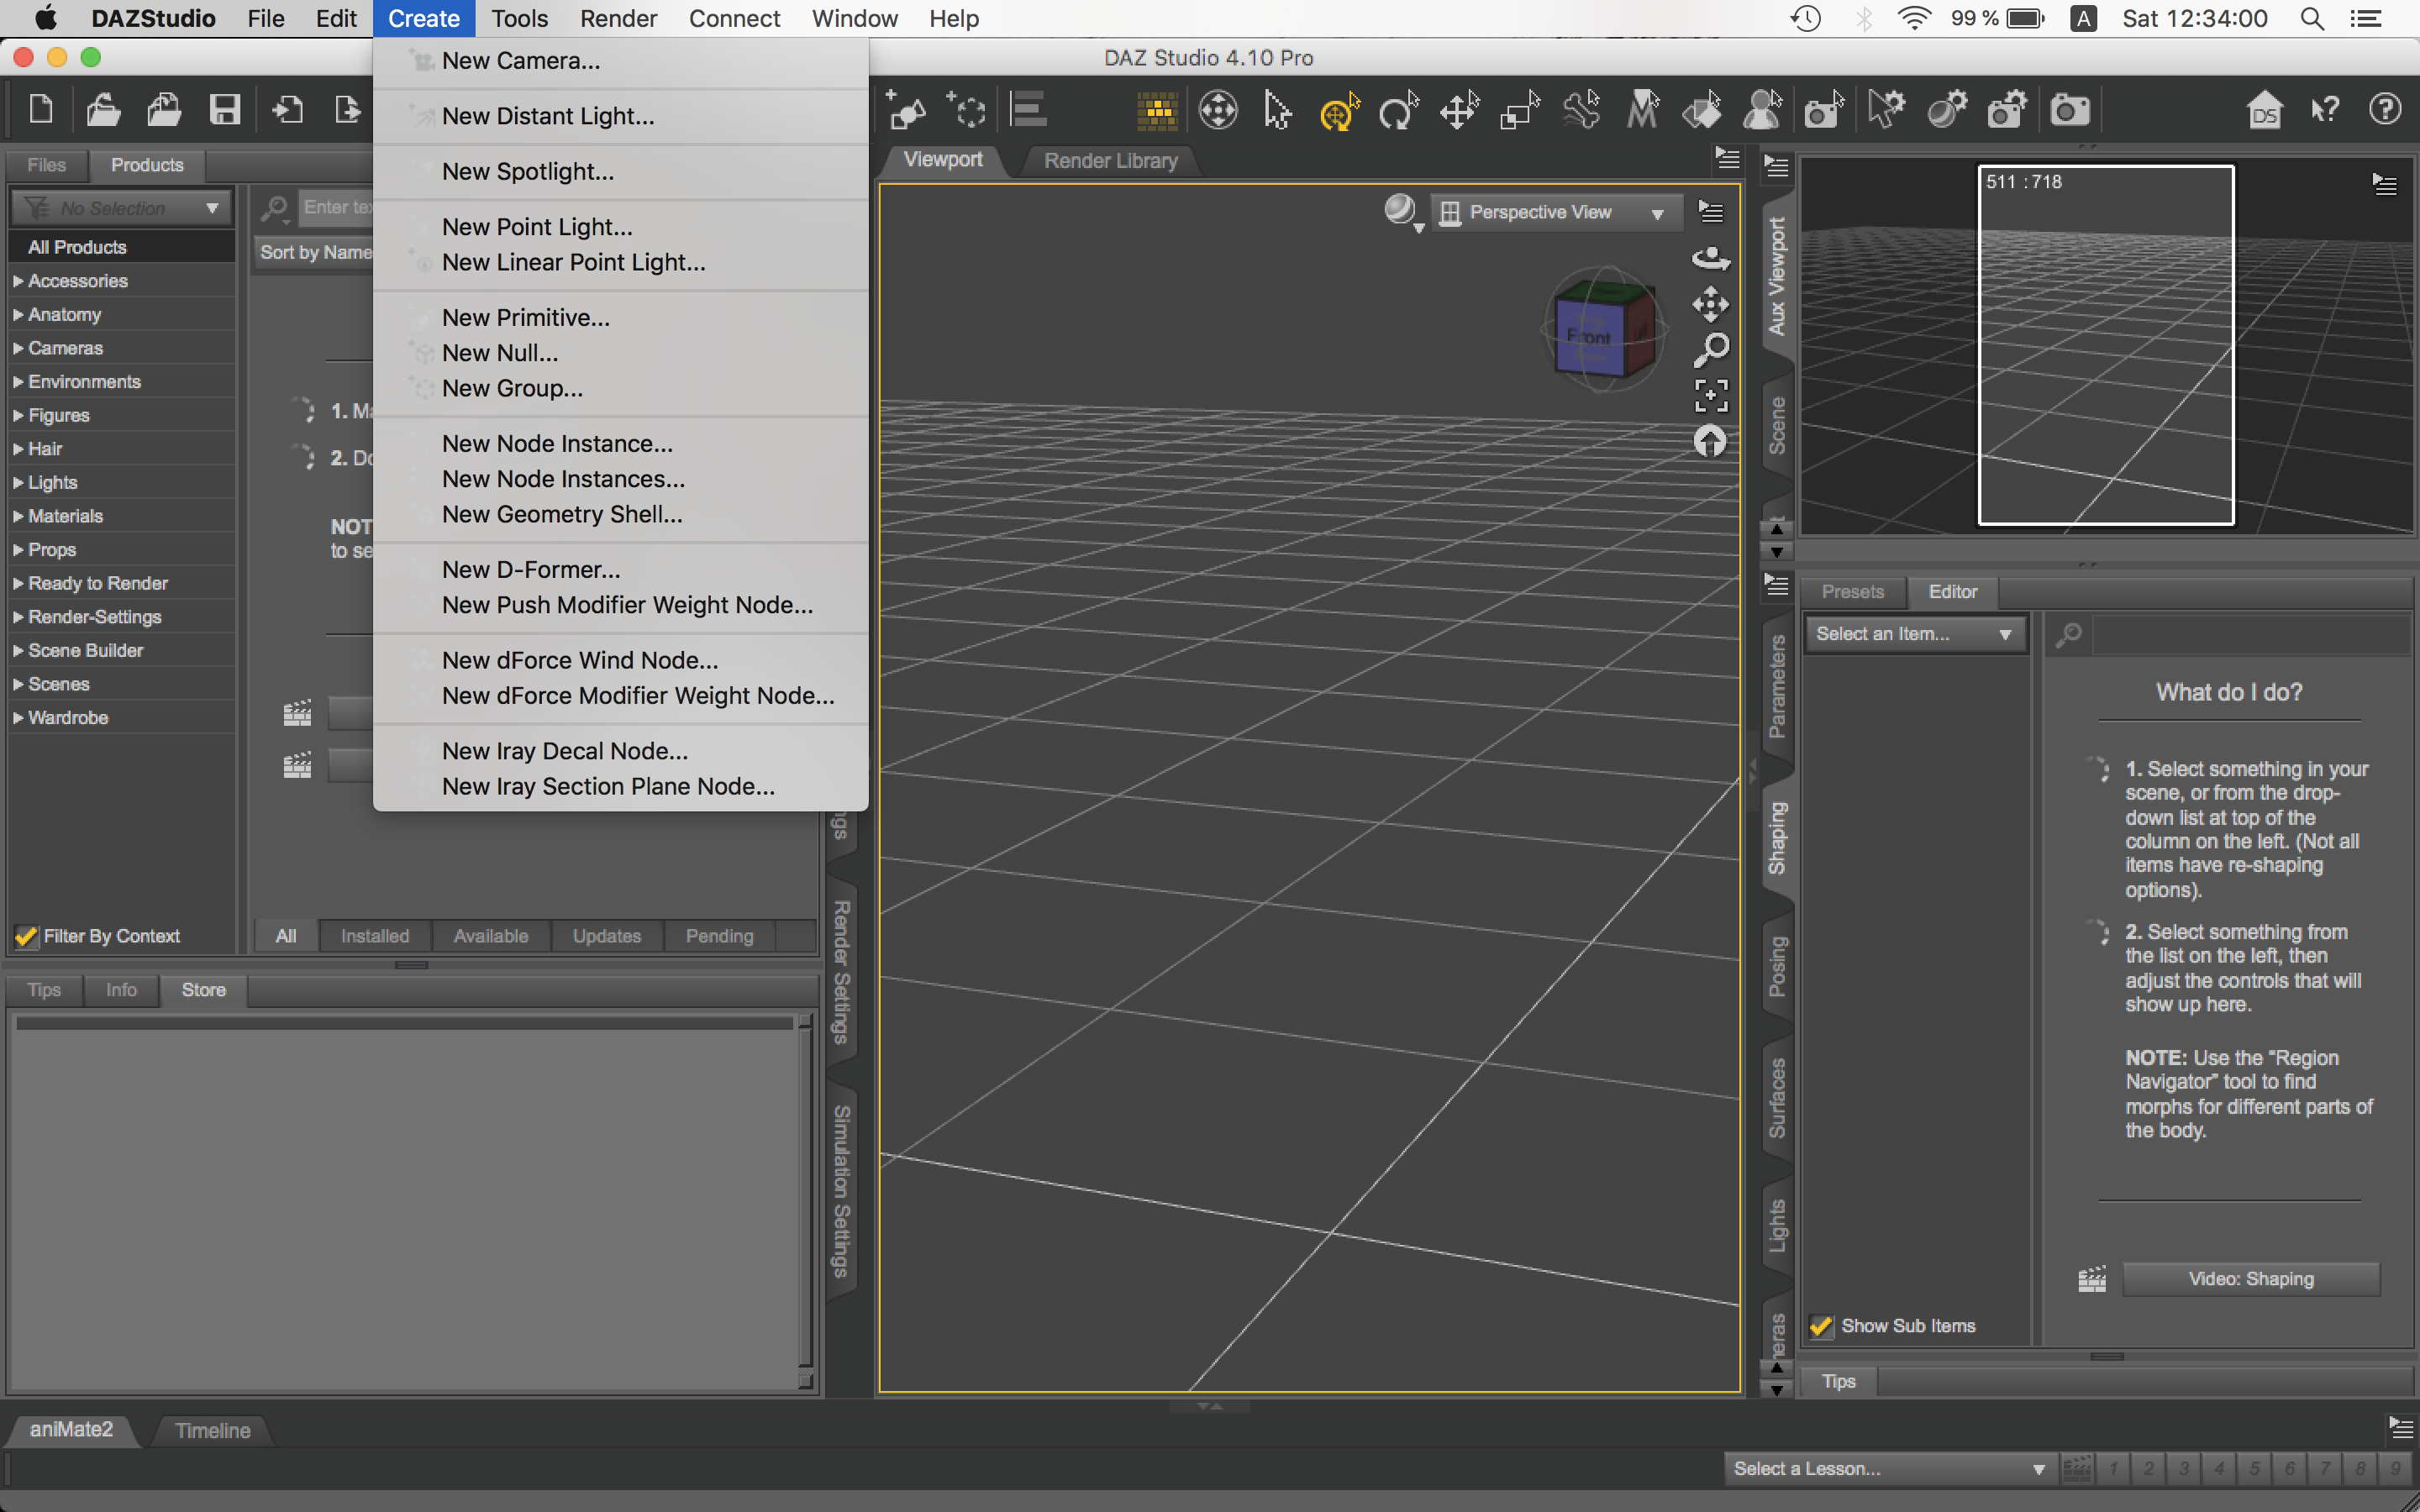 DAZStudio File Edit Create Tools Render Connect Window Help 99 % A Sat 12:34:00
DAZ Studio 4.10 Pro
New Camera...
New Distant Light...
New Spotlight...
New Point Light...
New Linear Point Light...
New Primitive...
New Null...
New Group...
New Node Instance...
New Node Instances...
New Geometry Shell...
New D-Former...
New Push Modifier Weight Node...
New dForce Wind Node...
New dForce Modifier Weight Node...
New Iray Decal Node...
New Iray Section Plane Node...
DS
Files Products
No Selection
All Products
Accessories
Anatomy
Cameras
Environments
Figures
Hair
Lights
Materials
Props
Ready to Render
Render-Settings
Scene Builder
Scenes
Wardrobe
Filter By Context
Enter te
Sort by Name
1. Ma
2. Do
NOT
to se
All Installed Available Updates Pending
Tips Info Store
ngs
Render Settings
Simulation Settings
Viewport Render Library
Perspective View
Front
Aux Viewport
Scene
511 : 718
Parameters
Shaping
Posing
Surfaces
Lights
neras
Presets Editor
Select an Item...
Show Sub Items
What do I do?
1. Select something in your
scene, or from the drop-
down list at top of the
column on the left. (Not all
items have re-shaping
options).
2. Select something from
the list on the left, then
adjust the controls that will
show up here.
NOTE: Use the "Region
Navigator" tool to find
morphs for different parts of
the body.
Video: Shaping
Tips
aniMate2 Timeline
Select a Lesson... 1 2 3 4 5 6 7 8 9